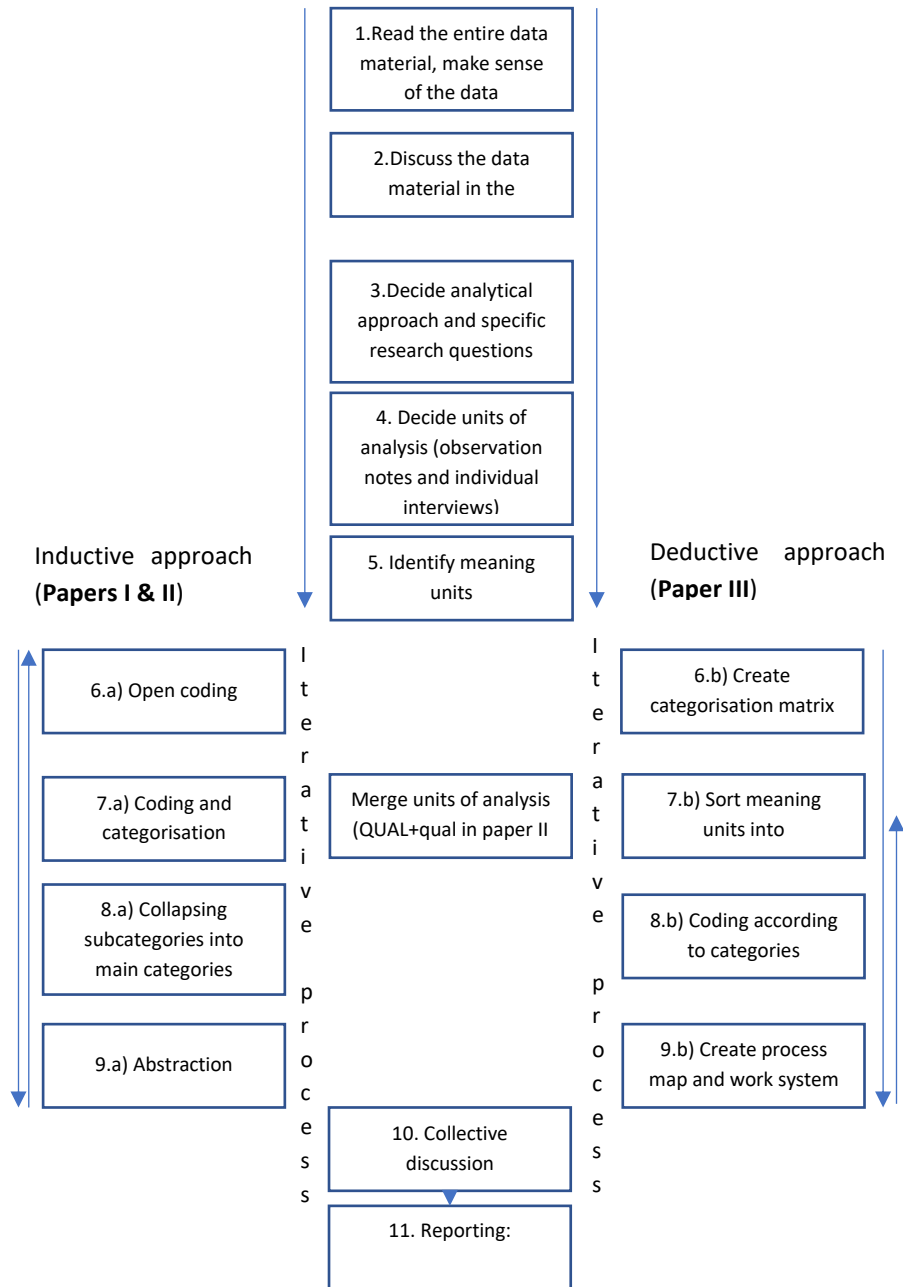 1.Read the entire data
material, make sense
of the data
2.Discuss the data
material in the
3.Decide analytical
approach and specific
research questions
4. Decide units of
analysis (observation
notes and individual
interviews)
5. Identify meaning
units
Inductive approach
(Papers I & II)
Deductive approach
(Paper III)
6.a) Open coding
7.a) Coding and
categorisation
8.a) Collapsing
subcategories into
main categories
9.a) Abstraction
Iterative process
Merge units of analysis
(QUAL+qual in paper II
Iterative process
6.b) Create
categorisation matrix
7.b) Sort meaning
units into
8.b) Coding according
to categories
9.b) Create process
map and work system
10. Collective
discussion
11. Reporting: